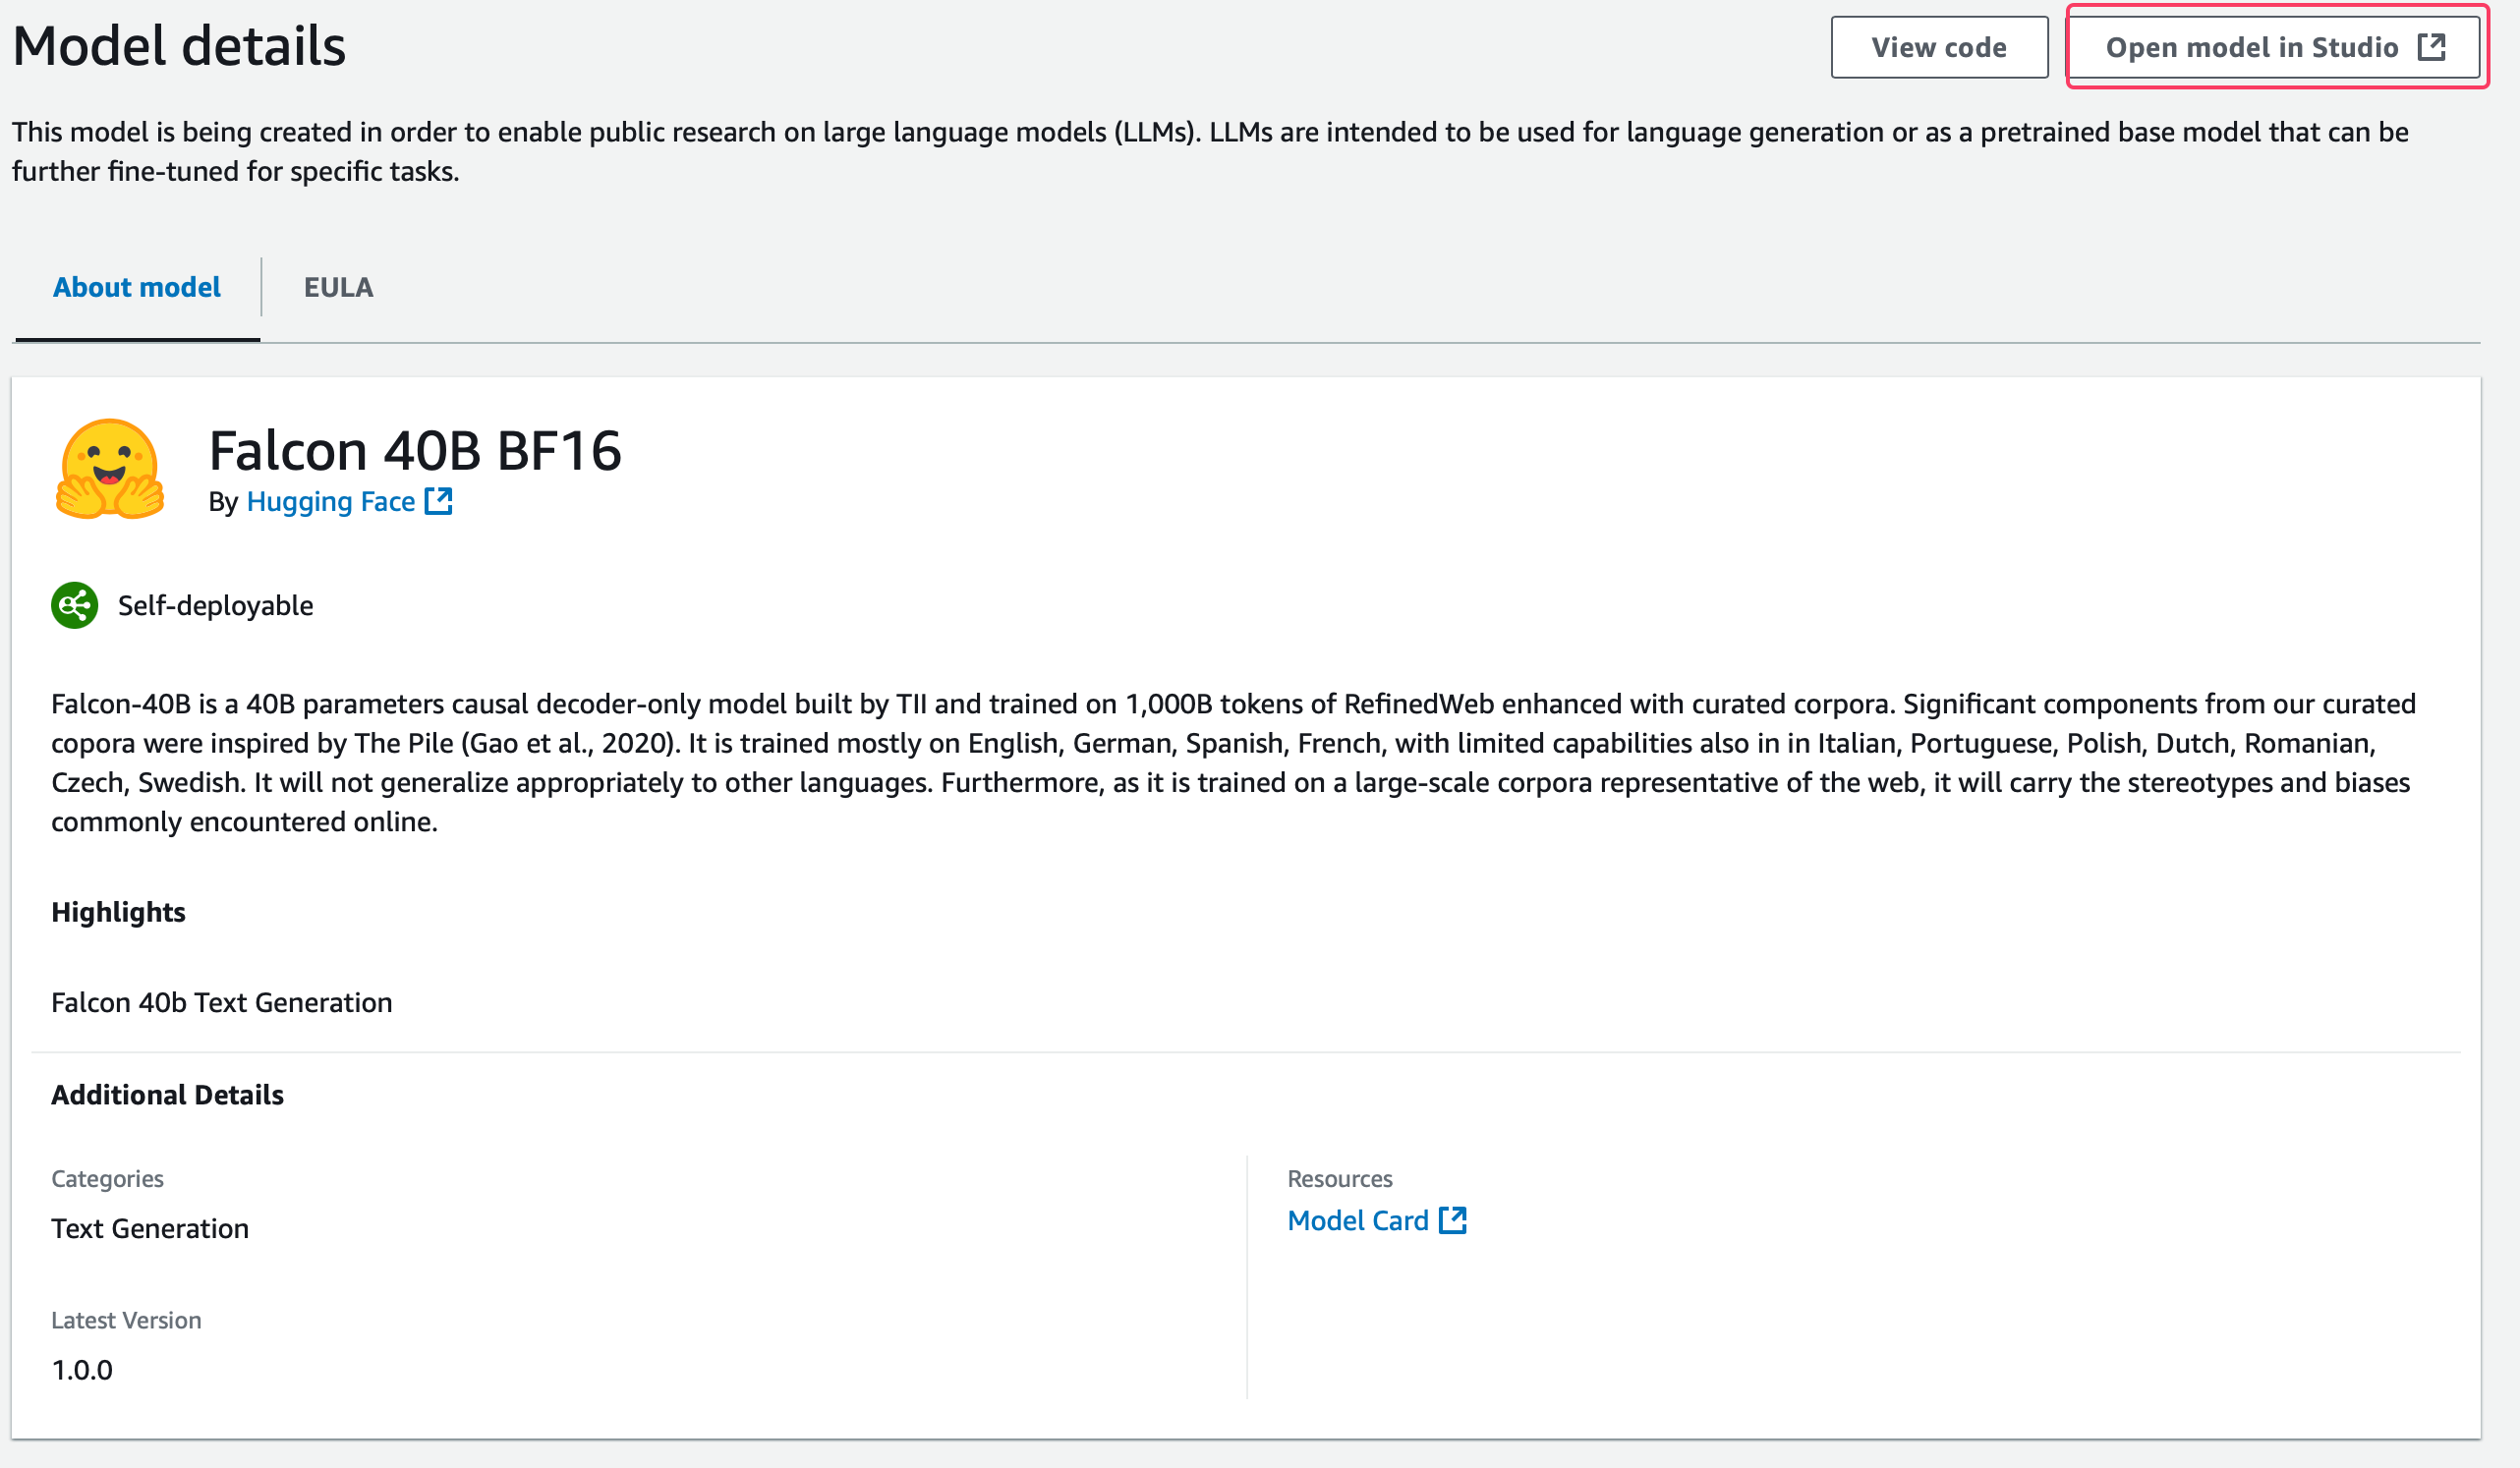 Model details
View code
Open model in Studio
This model is being created in order to enable public research on large language models (LLMs). LLMs are intended to be used for language generation or as a pretrained base model that can be
further fine-tuned for specific tasks.
About model
EULA
Falcon 40B BF16
By Hugging Face
Self-deployable
Falcon-40B is a 40B parameters causal decoder-only model built by TII and trained on 1,000B tokens of RefinedWeb enhanced with curated corpora. Significant components from our curated
copora were inspired by The Pile (Gao et al., 2020). It is trained mostly on English, German, Spanish, French, with limited capabilities also in in Italian, Portuguese, Polish, Dutch, Romanian,
Czech, Swedish. It will not generalize appropriately to other languages. Furthermore, as it is trained on a large-scale corpora representative of the web, it will carry the stereotypes and biases
commonly encountered online.
Highlights
Falcon 40b Text Generation
Additional Details
Categories
Text Generation
Latest Version
1.0.0
Resources
Model Card